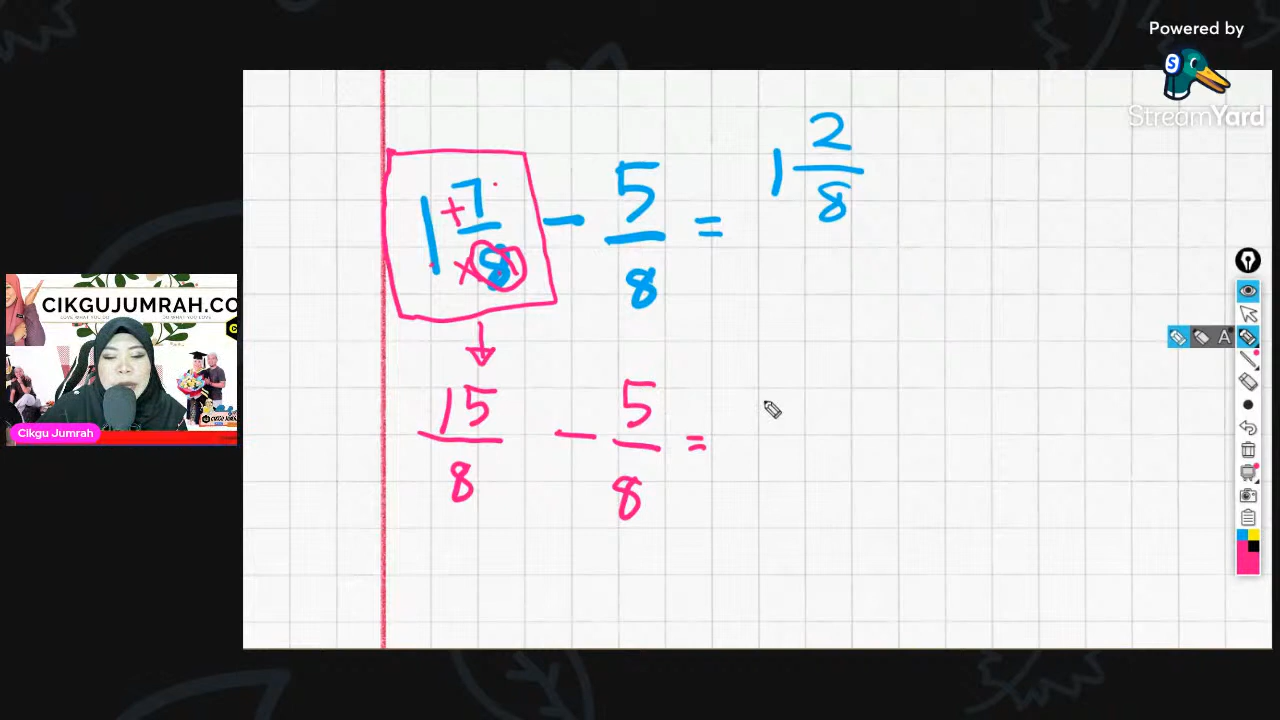 Powered by
StreamYard
1 7/8 - 5/8 = 1 2/8
+
×
15/8 - 5/8 =
CIKGUJUMRAH.CO
Cikgu Jumrah
A